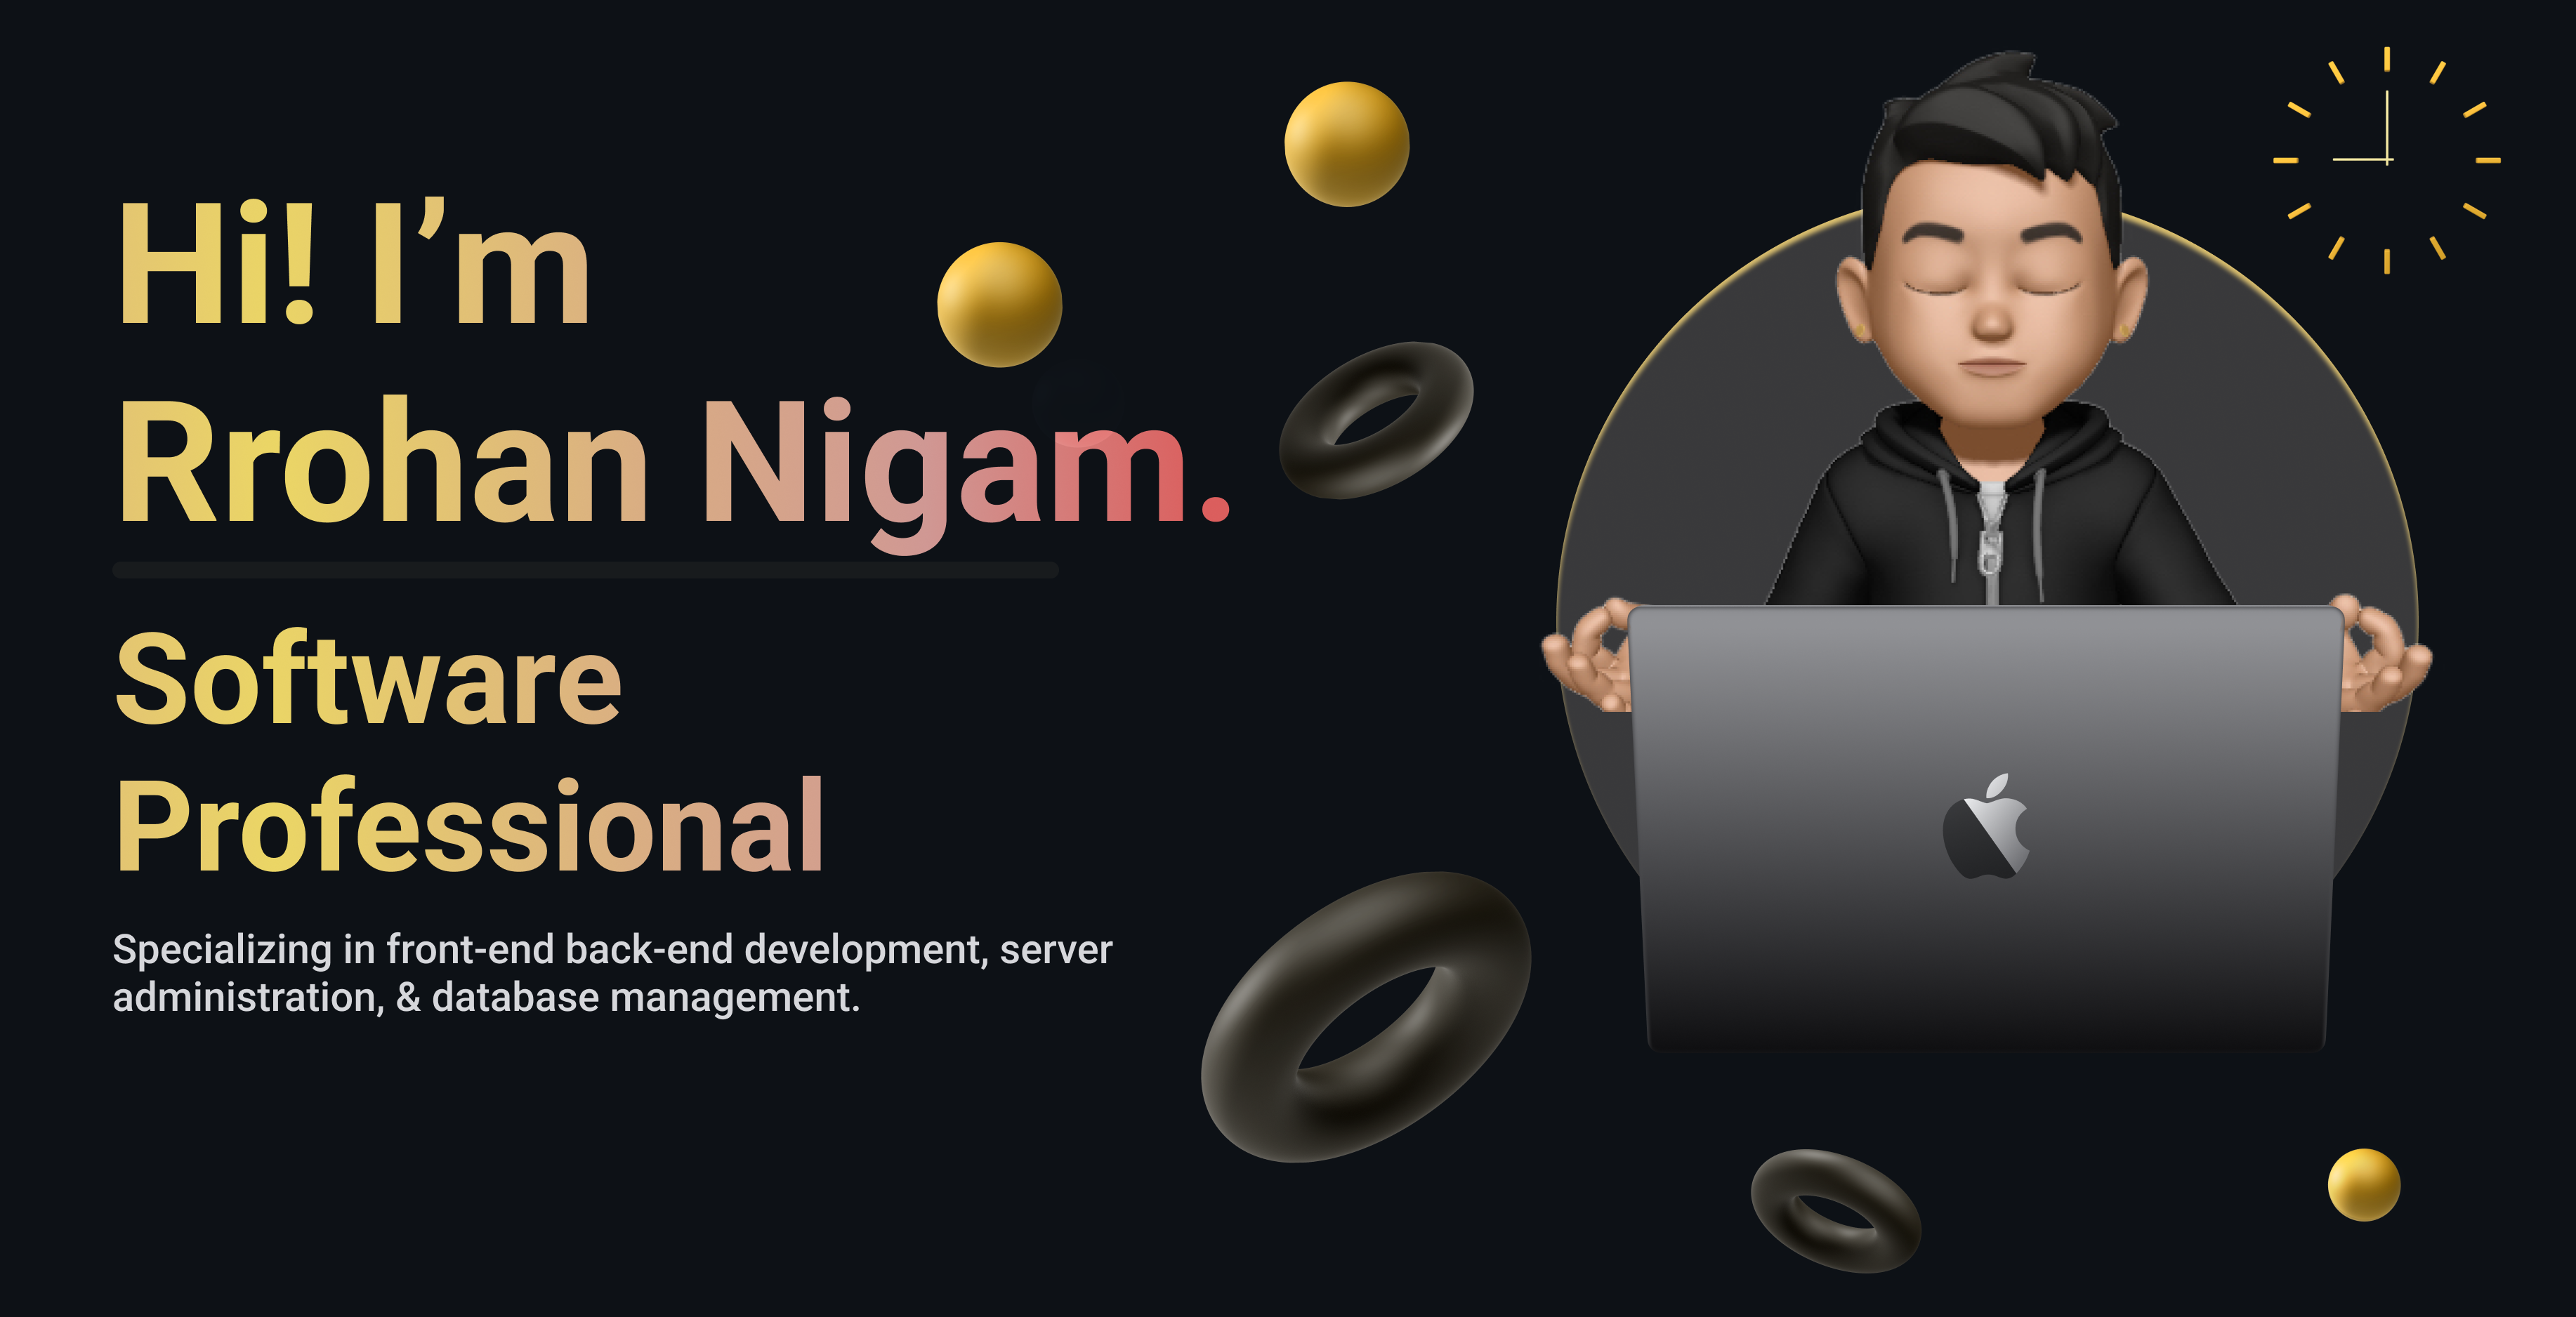 Hi! I’m
Rrohan Nigam.
Software
Professional
Specializing in front-end back-end development, server
administration, & database management.